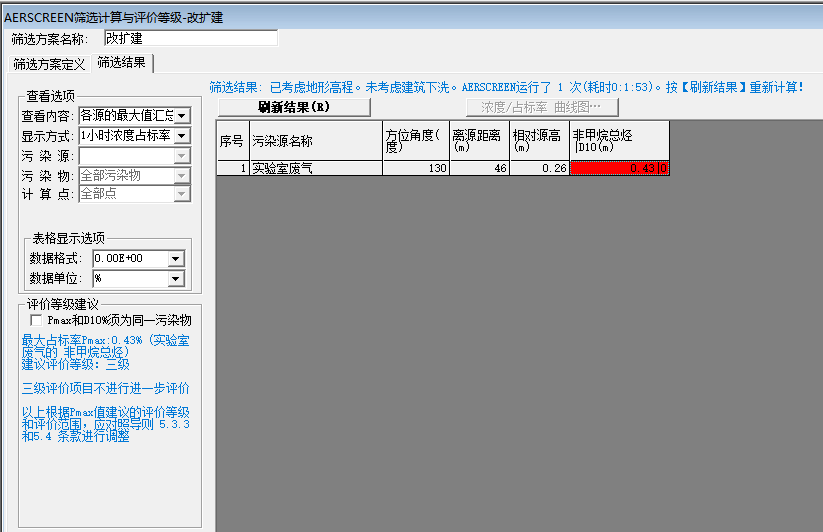 AERSCREEN筛选计算与评价等级-改扩建
筛选方案名称: 改扩建
筛选方案定义 筛选结果
筛选结果: 已考虑地形高程。未考虑建筑下洗。AERSCREEN运行了 1 次(耗时0:1:53)。按【刷新结果】重新计算!
查看选项
查看内容: 各源的最大值汇总
显示方式: 1小时浓度占标率
污 染 源:
污 染 物: 全部污染物
计 算 点: 全部点
表格显示选项
数据格式: 0.00E+00
数据单位: %
评价等级建议
Pmax和D10%须为同一污染物
最大占标率Pmax:0.43% (实验室
废气的 非甲烷总烃)
建议评价等级: 三级
三级评价项目不进行进一步评价
以上根据Pmax值建议的评价等级
和评价范围,应对照导则 5.3.3
和5.4 条款进行调整
刷新结果(R) 浓度/占标率 曲线图…
序号 污染源名称 方位角度(度) 离源距离(m) 相对源高(m) 非甲烷总烃|D10(m)
1 实验室废气 130 46 0.26 0.43|0